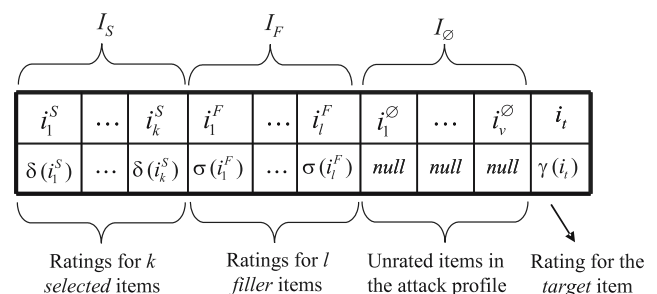 I_S I_F I_∅
i_1^S ... i_k^S i_1^F ... i_l^F i_1^∅ ... i_v^∅ i_t
δ(i_1^S) ... δ(i_k^S) σ(i_1^F) ... σ(i_l^F) null null null γ(i_t)
Ratings for k Ratings for l Unrated items in Rating for the
selected items filler items the attack profile target item